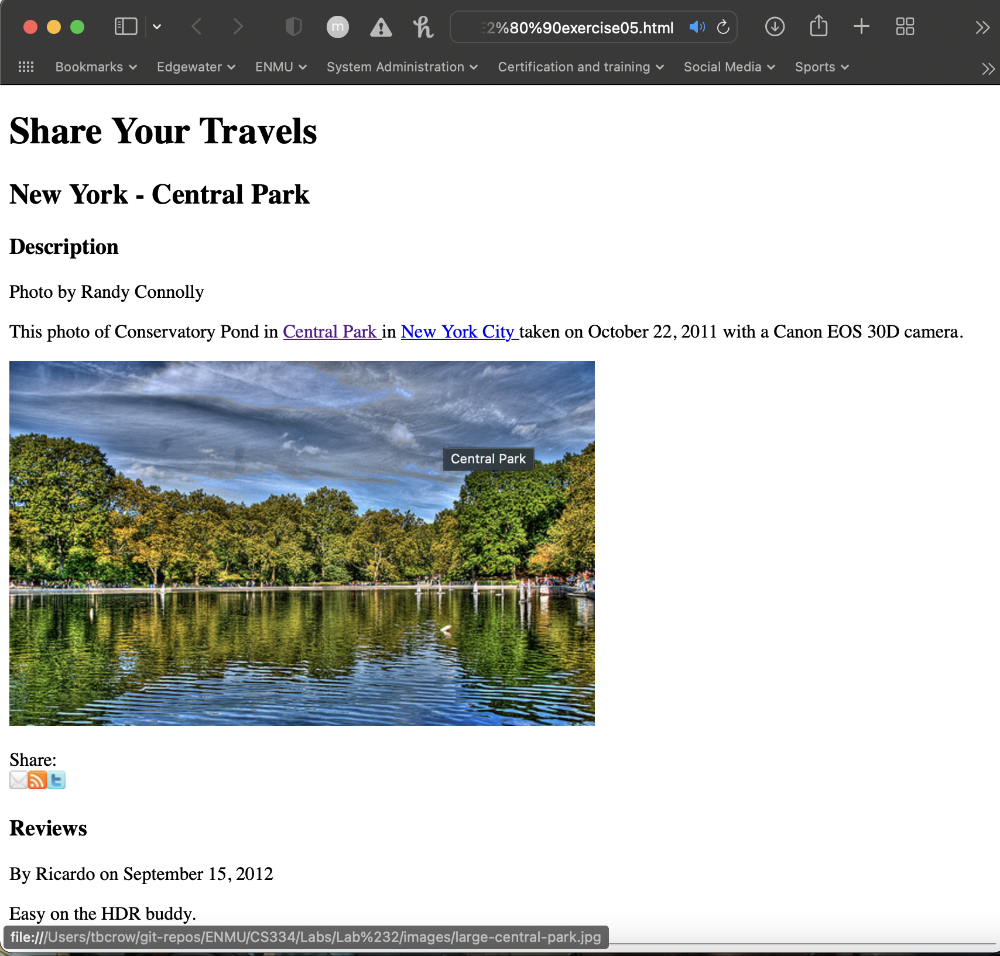 m
2%80%90exercise05.html
Bookmarks Edgewater ENMU System Administration Certification and training Social Media Sports
Share Your Travels
New York - Central Park
Description
Photo by Randy Connolly
This photo of Conservatory Pond in Central Park in New York City taken on October 22, 2011 with a Canon EOS 30D camera.
Central Park
Share:
Reviews
By Ricardo on September 15, 2012
Easy on the HDR buddy.
file:///Users/tbcrow/git-repos/ENMU/CS334/Labs/Lab%232/images/large-central-park.jpg